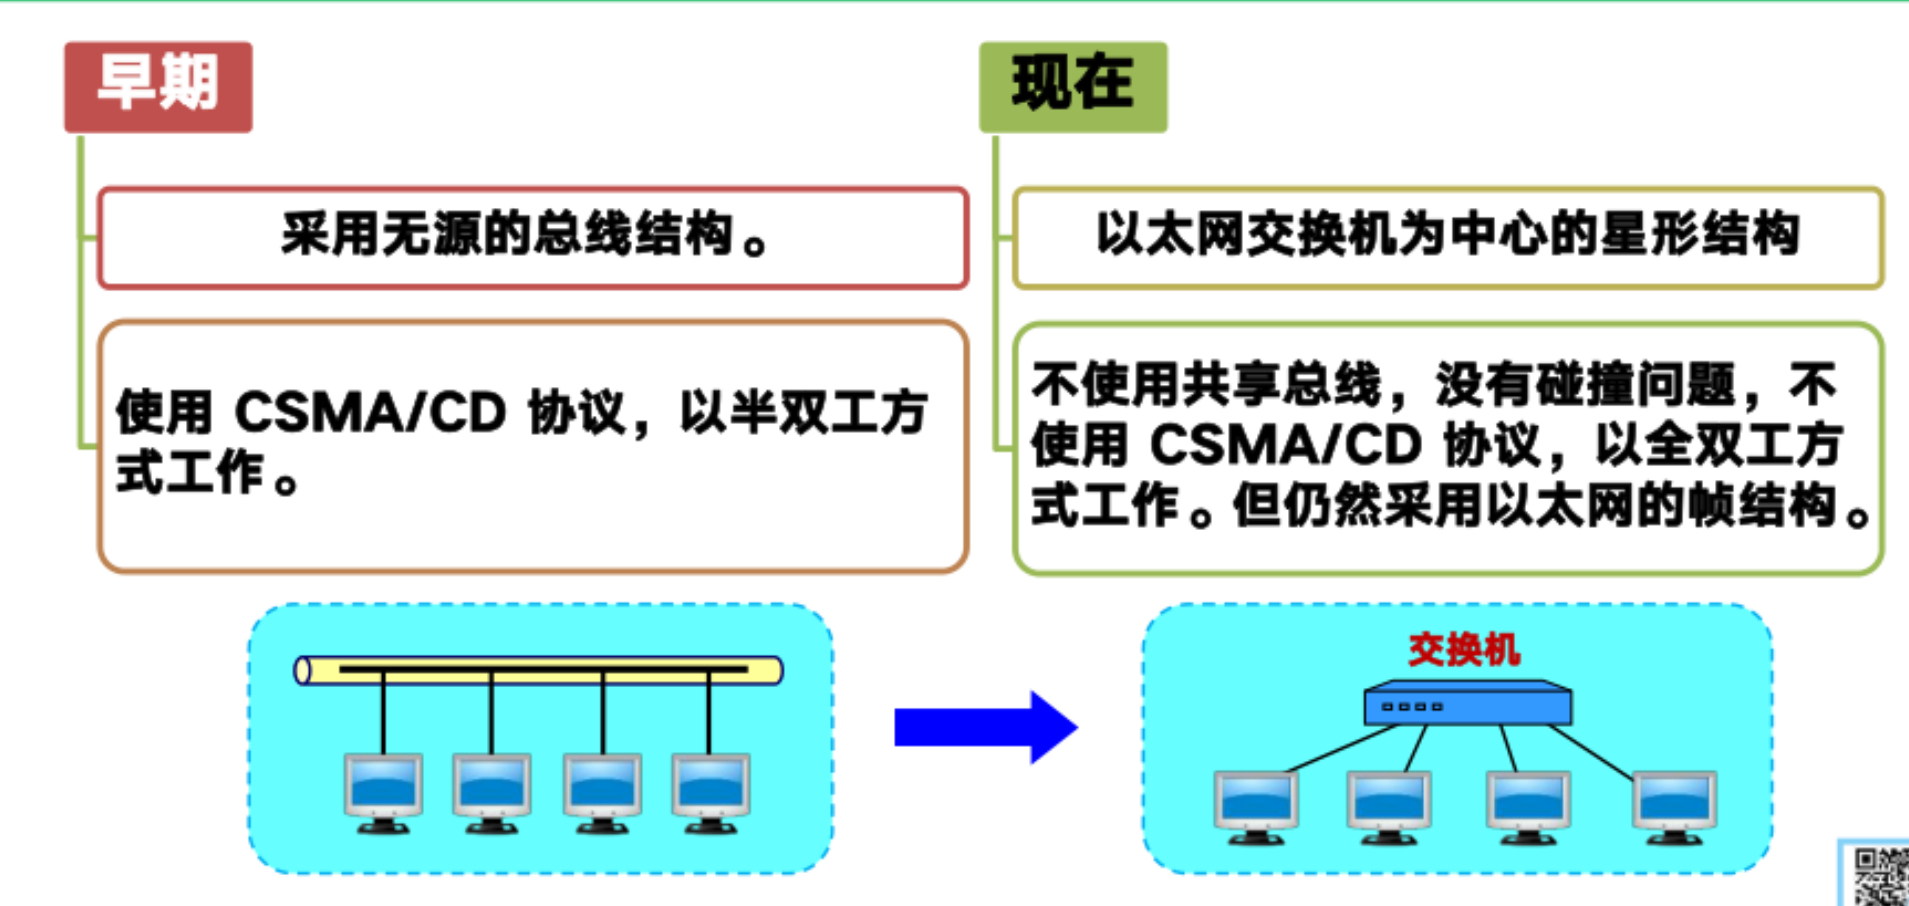 早期
采用无源的总线结构。
使用 CSMA/CD 协议，以半双工方
式工作。
现在
以太网交换机为中心的星形结构
不使用共享总线，没有碰撞问题，不
使用 CSMA/CD 协议，以全双工方
式工作。但仍然采用以太网的帧结构。
交换机